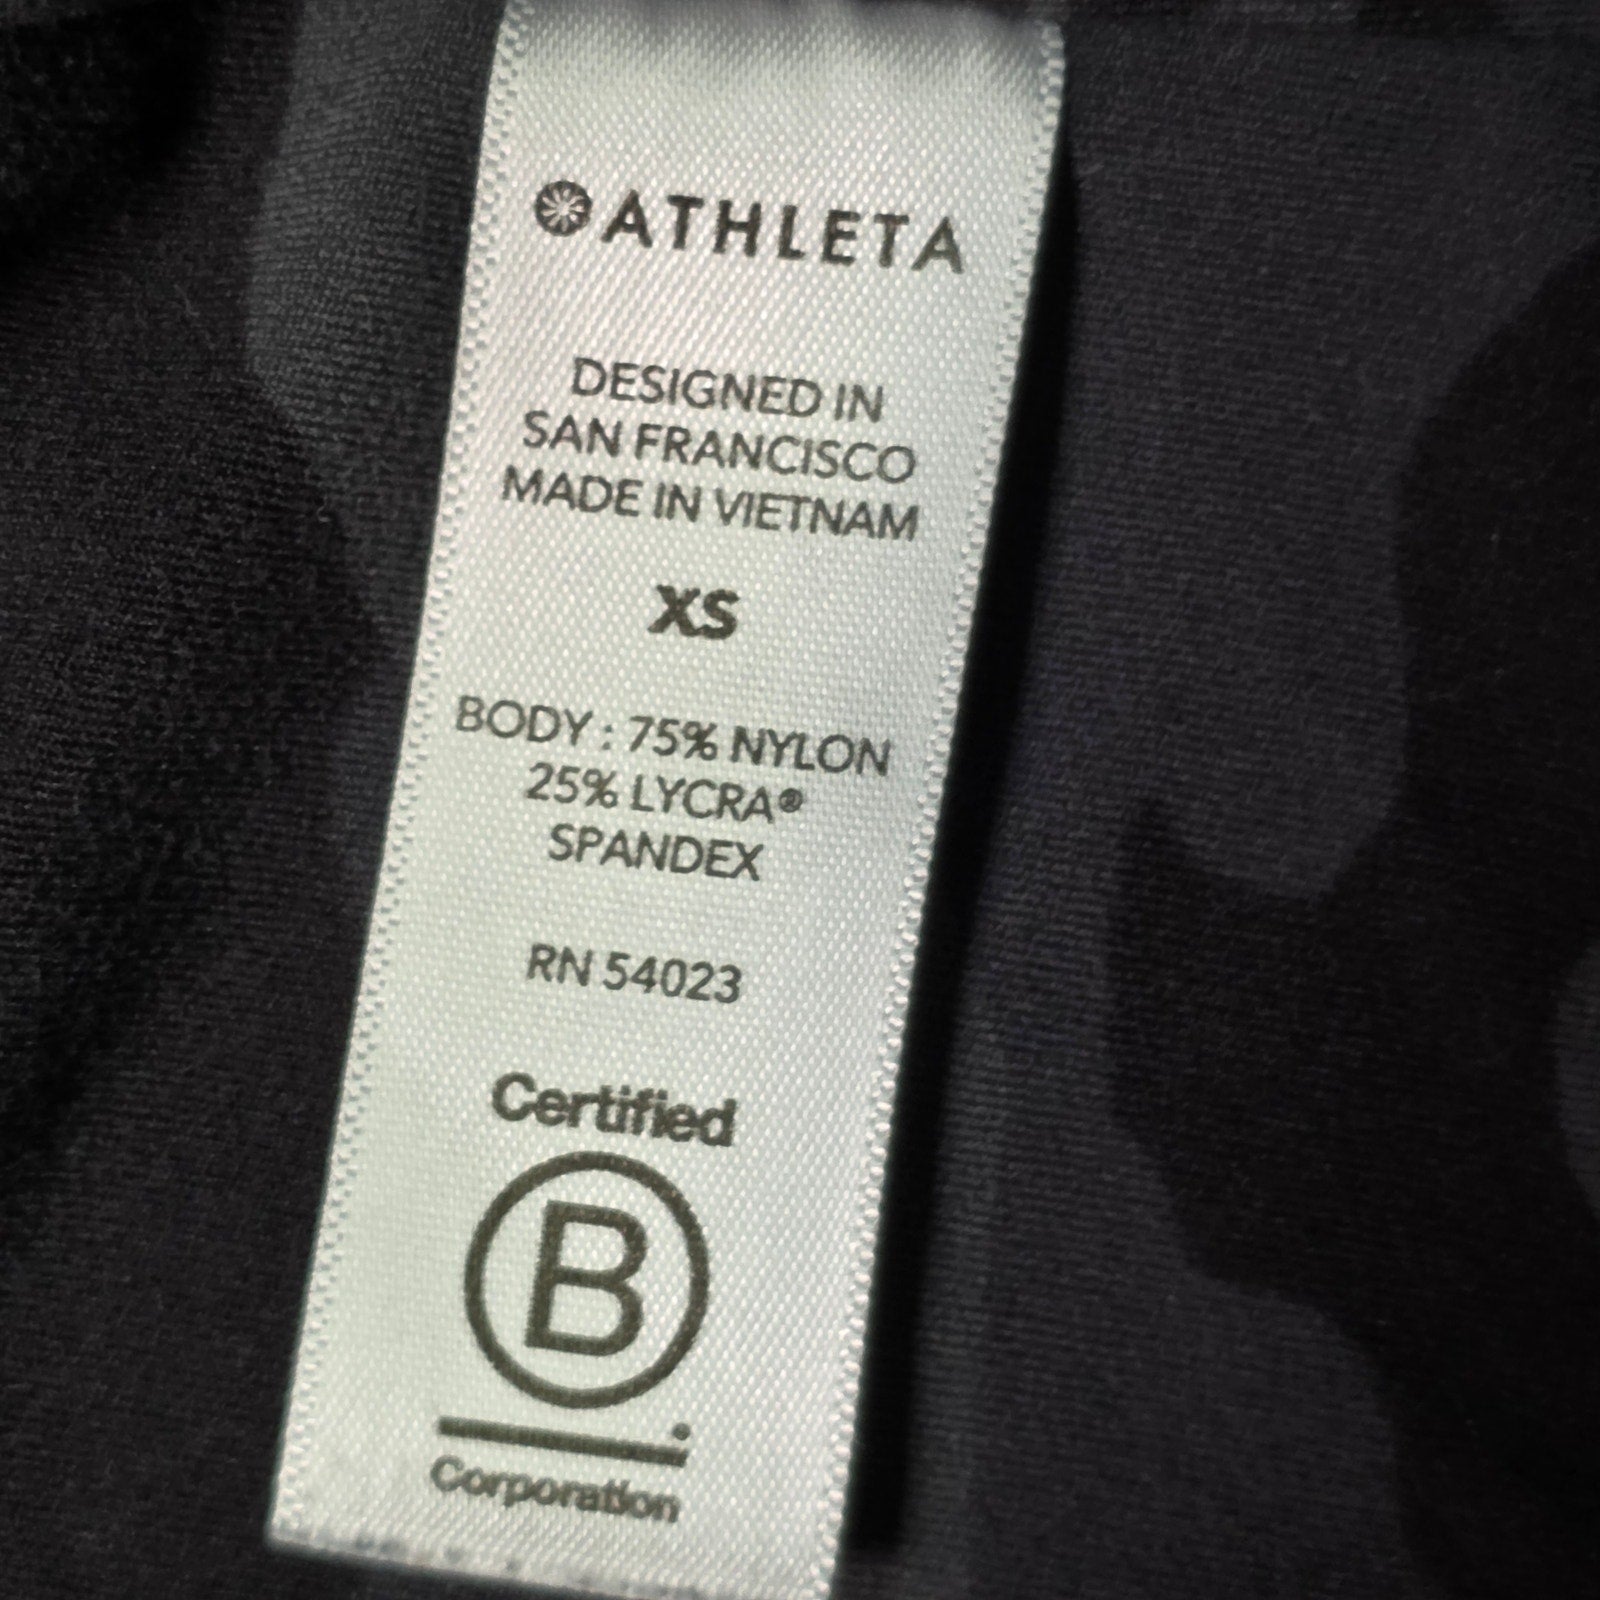 ATHLETA
DESIGNED IN
SAN FRANCISCO
MADE IN VIETNAM
XS
BODY : 75% NYLON
25% LYCRA®
SPANDEX
RN 54023
Certified
B
Corporation